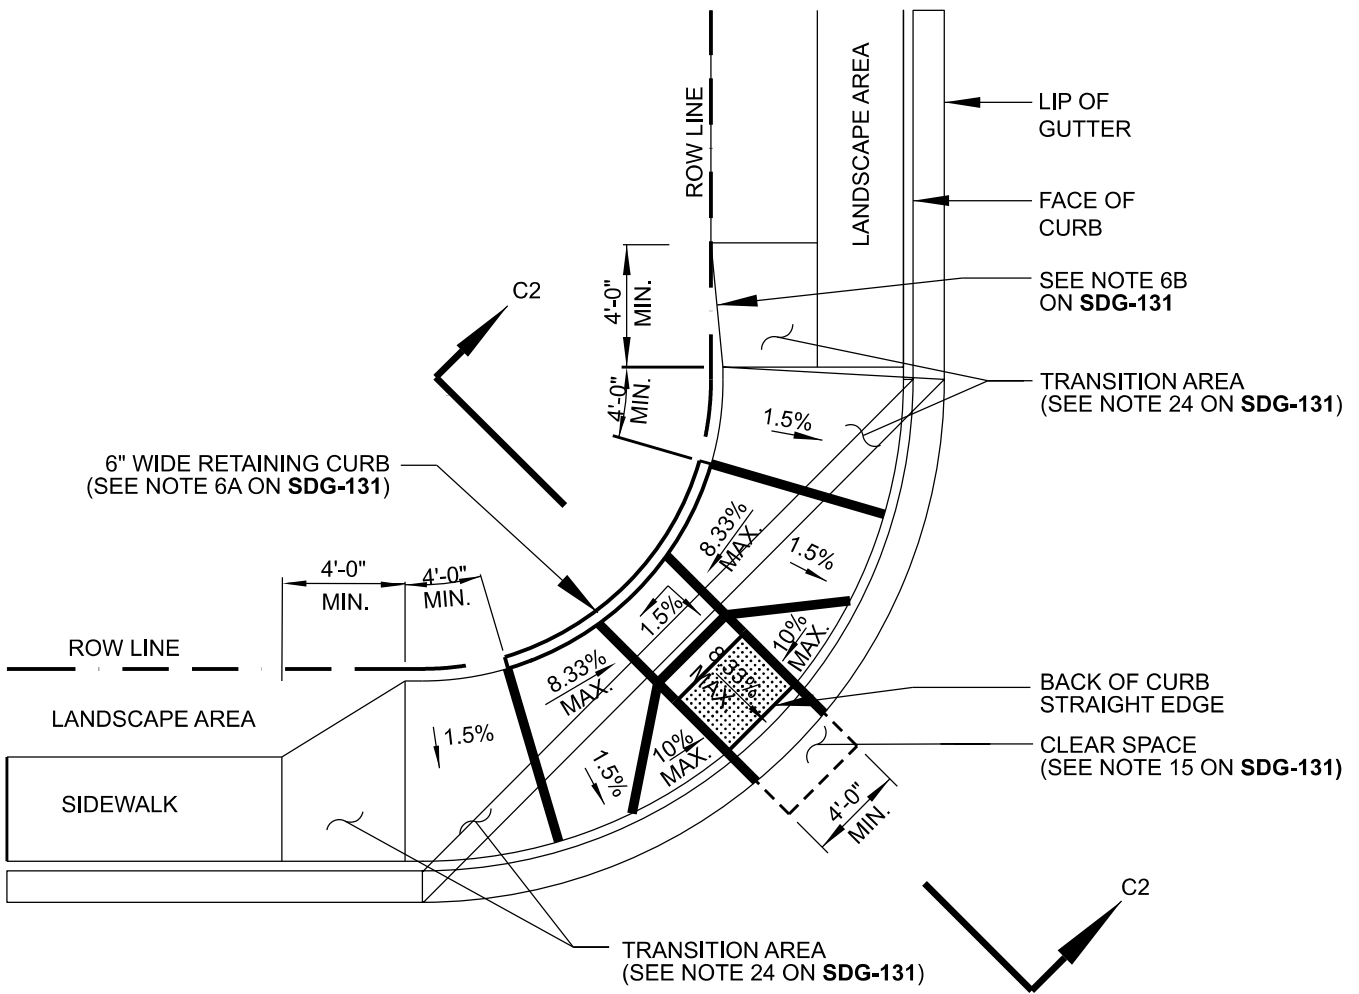 LANDSCAPE AREA
ROW LINE
LIP OF
GUTTER
FACE OF
CURB
SEE NOTE 6B
ON SDG-131
C2
4'-0"
MIN.
TRANSITION AREA
(SEE NOTE 24 ON SDG-131)
4'-0"
MIN.
1.5%
6" WIDE RETAINING CURB
(SEE NOTE 6A ON SDG-131)
8.33%
MAX.
1.5%
4'-0"
MIN.
4'-0"
MIN.
1.5%
10%
MAX.
ROW LINE
8.33%
MAX.
8.33%
MAX.
BACK OF CURB
STRAIGHT EDGE
LANDSCAPE AREA
1.5%
10%
MAX.
CLEAR SPACE
(SEE NOTE 15 ON SDG-131)
1.5%
SIDEWALK
4'-0"
MIN.
C2
TRANSITION AREA
(SEE NOTE 24 ON SDG-131)